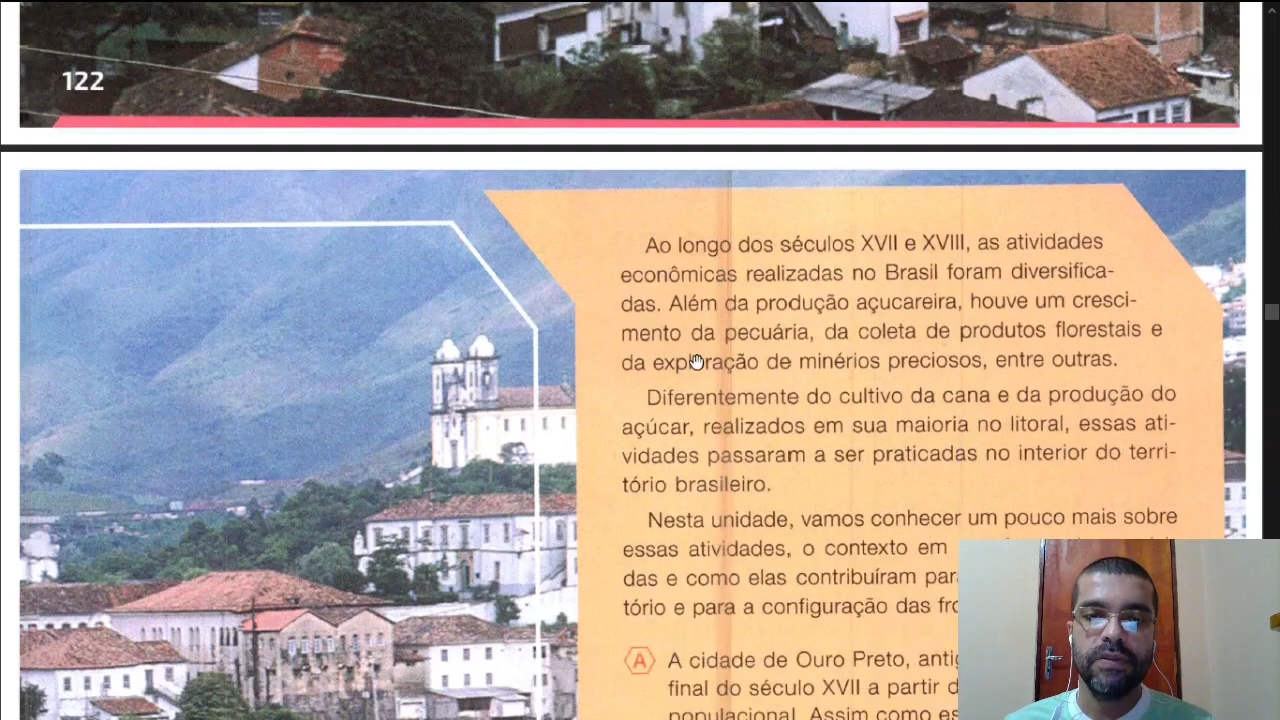 122
Ao longo dos séculos XVII e XVIII, as atividades
econômicas realizadas no Brasil foram diversifica-
das. Além da produção açucareira, houve um cresci-
mento da pecuária, da coleta de produtos florestais e
da exploração de minérios preciosos, entre outras.
Diferentemente do cultivo da cana e da produção do
açúcar, realizados em sua maioria no litoral, essas ati-
vidades passaram a ser praticadas no interior do terri-
tório brasileiro.
Nesta unidade, vamos conhecer um pouco mais sobre
essas atividades, o contexto em
das e como elas contribuíram
tório e para a configuração das
A A cidade de Ouro Preto,
final do século XVII a partir
populacional. Assim como